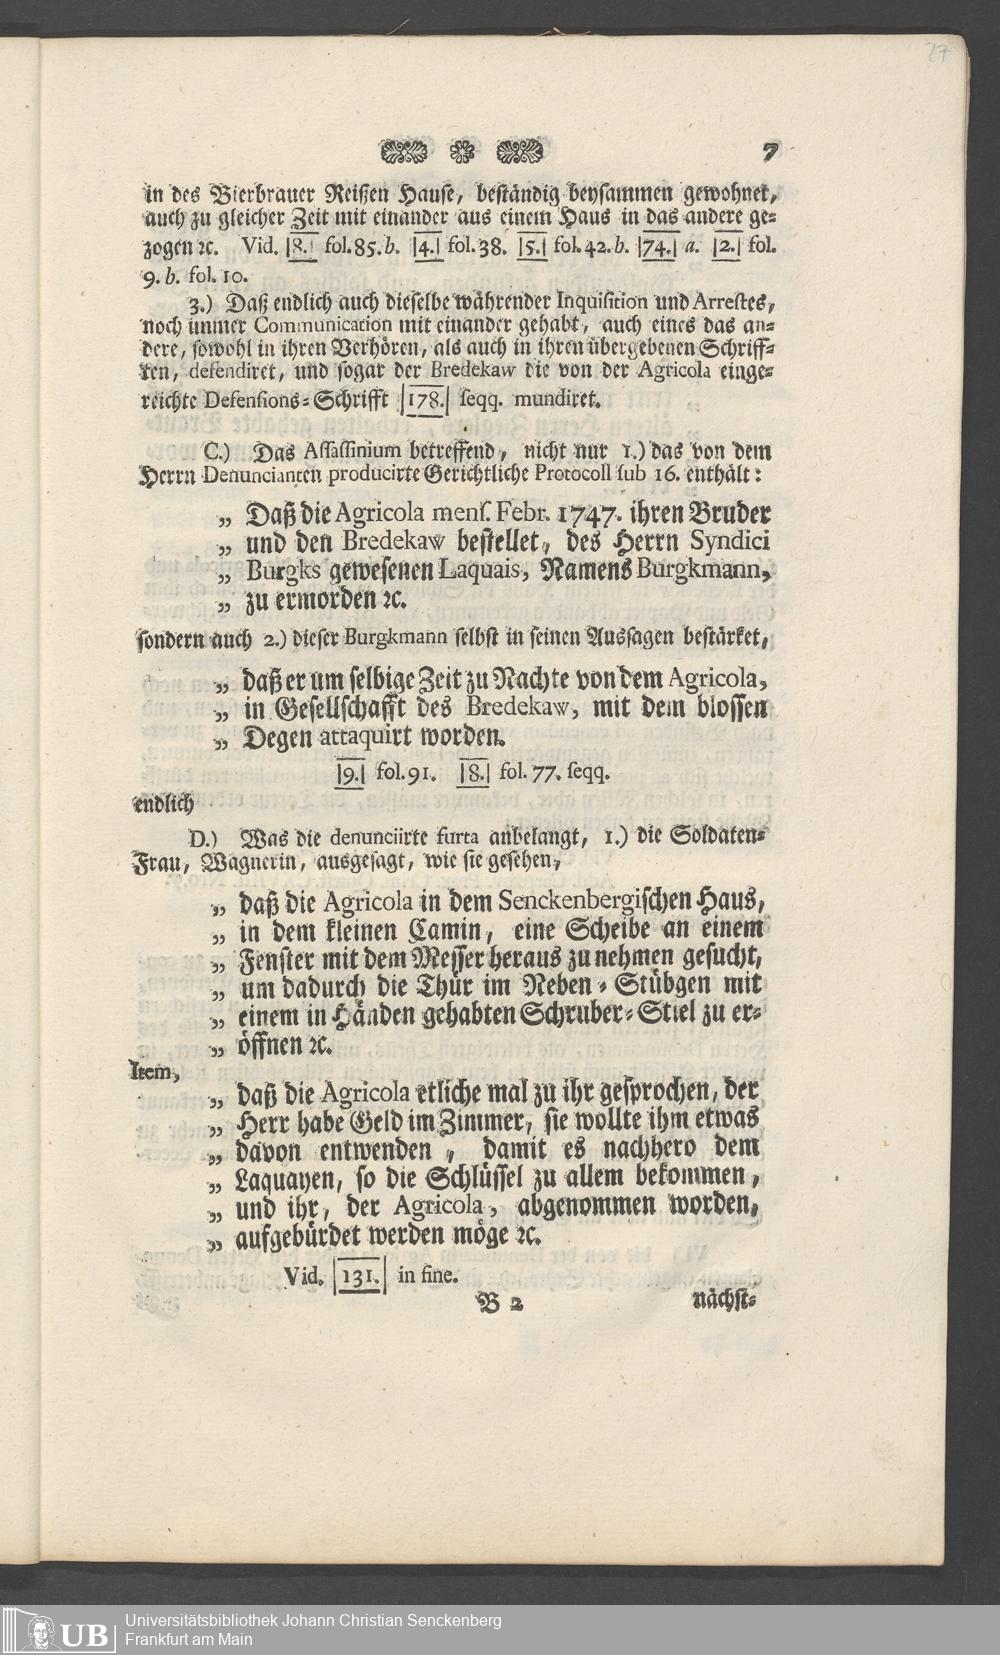 27
7
in des Bierbrauer Reißen Hause, beständig beysammen gewohnet,
auch zu gleicher Zeit mit einander aus einem Haus in das andere ge-
zogen ꝛc. Vid. |8.| fol. 85. b. |4.| fol. 38. |5.| fol. 42. b. |74.| a. |2.| fol.
9. b. fol. 10.
3.) Daß endlich auch dieselbe währender Inquisition und Arrestes,
noch immer Communication mit einander gehabt, auch eines das an-
dere, sowohl in ihren Verhören, als auch in ihren übergebenen Schriff-
ten, defendiret, und sogar der Bredekaw die von der Agricola einge-
reichte Defensions-Schrifft |178.| seqq. mundiret.
C.) Das Assassinium betreffend, nicht nur 1.) das von dem
Herrn Denuncianten producirte Gerichtliche Protocoll sub 16. enthält:
„ Daß die Agricola mens. Febr. 1747. ihren Bruder
„ und den Bredekaw bestellet, des Herrn Syndici
„ Burgks gewesenen Laquais, Namens Burgkmann,
„ zu ermorden ꝛc.
sondern auch 2.) dieser Burgkmann selbst in seinen Aussagen bestärket,
„ daß er um selbige Zeit zu Nachte von dem Agricola,
„ in Gesellschafft des Bredekaw, mit dem blossen
„ Degen attaquirt worden.
|9.| fol. 91. |8.| fol. 77. seqq.
endlich
D.) Was die denunciirte furta anbelangt, 1.) die Soldaten-
Frau, Wagnerin, ausgesagt, wie sie gesehen,
„ daß die Agricola in dem Senckenbergischen Haus,
„ in dem kleinen Camin, eine Scheibe an einem
„ Fenster mit dem Messer heraus zu nehmen gesucht,
„ um dadurch die Thür im Neben-Stübgen mit
„ einem in Händen gehabten Schruber-Stiel zu er-
„ öffnen ꝛc.
Item,
„ daß die Agricola etliche mal zu ihr gesprochen, der
„ Herr habe Geld im Zimmer, sie wollte ihm etwas
„ davon entwenden, damit es nachhero dem
„ Laquayen, so die Schlüssel zu allem bekommen,
„ und ihr, der Agricola, abgenommen worden,
„ aufgebürdet werden möge ꝛc.
Vid. |131.| in fine.
B 2 nächst-
UB
Universitätsbibliothek Johann Christian Senckenberg
Frankfurt am Main